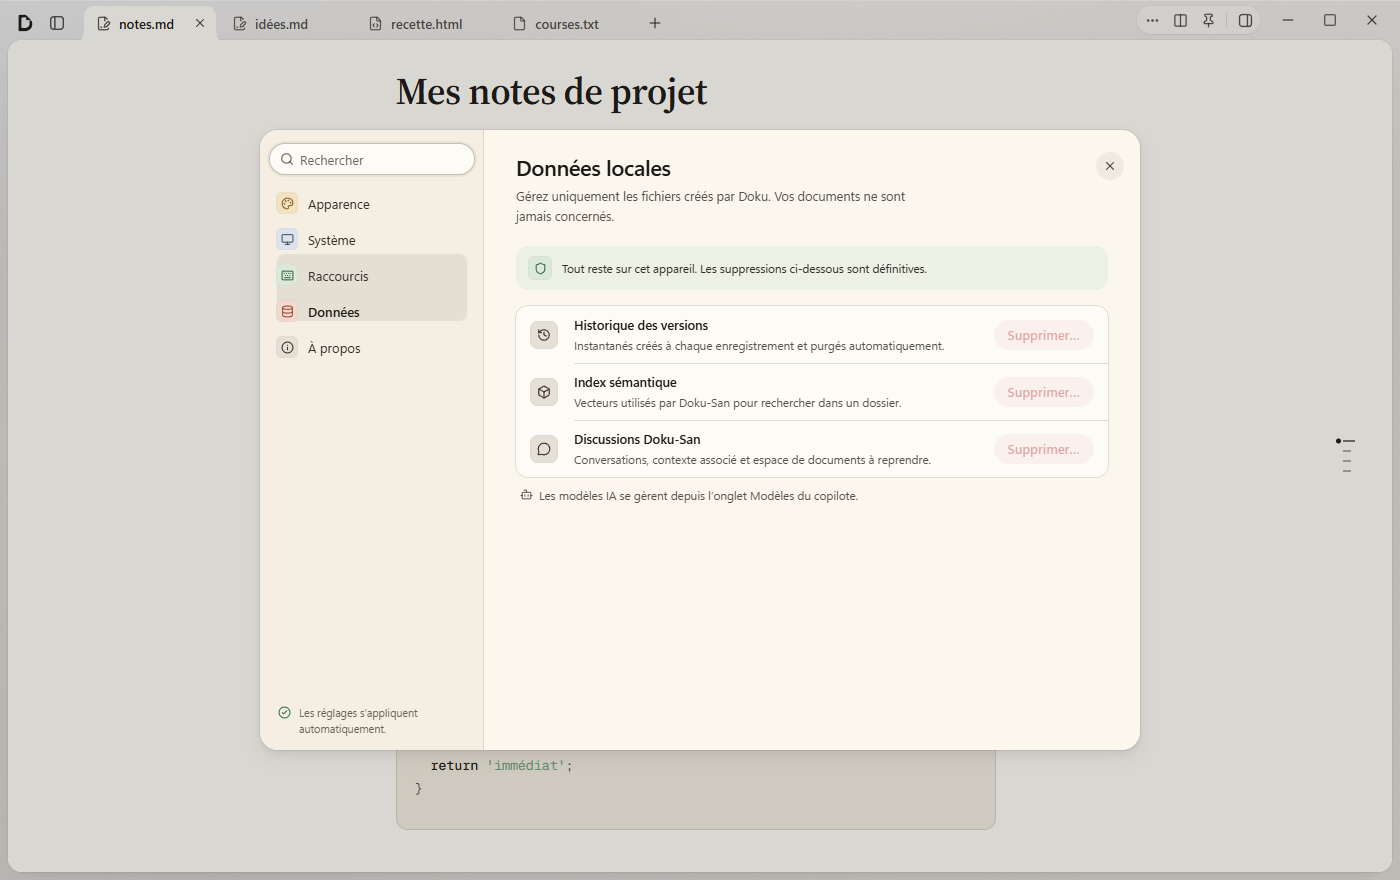 notes.md
idées.md
recette.html
courses.txt
Mes notes de projet
Rechercher
Apparence
Système
Raccourcis
Données
À propos
Les réglages s'appliquent
automatiquement.
Données locales
Gérez uniquement les fichiers créés par Doku. Vos documents ne sont
jamais concernés.
Tout reste sur cet appareil. Les suppressions ci-dessous sont définitives.
Historique des versions
Instantanés créés à chaque enregistrement et purgés automatiquement.
Supprimer...
Index sémantique
Vecteurs utilisés par Doku-San pour rechercher dans un dossier.
Supprimer...
Discussions Doku-San
Conversations, contexte associé et espace de documents à reprendre.
Supprimer...
Les modèles IA se gèrent depuis l'onglet Modèles du copilote.
return 'immédiat';
}